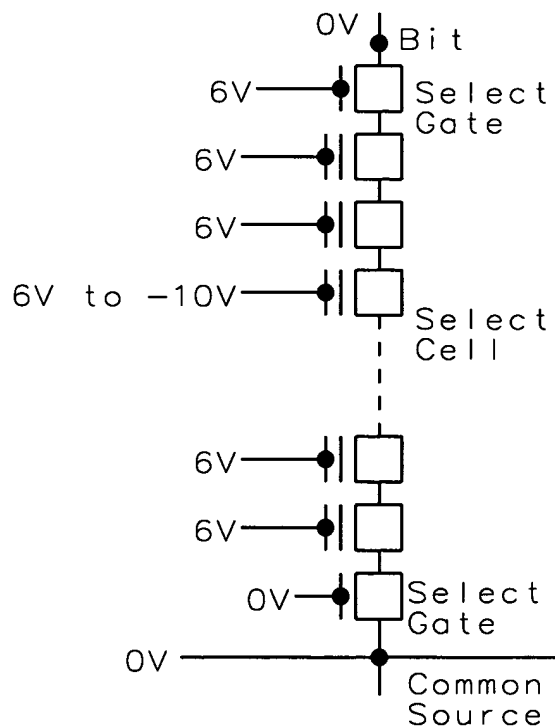 0V
Bit
6V
Select
Gate
6V
6V
6V to -10V
Select
Cell
6V
6V
0V
Select
Gate
0V
Common
Source